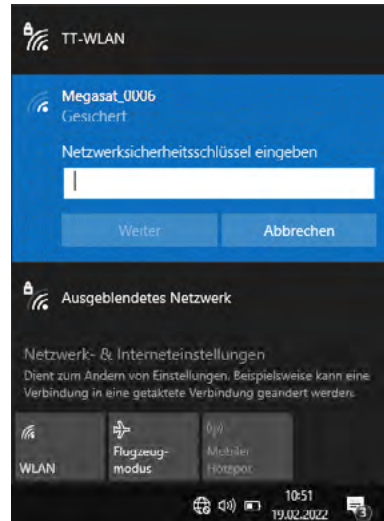 TT-WLAN
Megasat_0006
Gesichert
Netzwerksicherheitsschlüssel eingeben
Weiter Abbrechen
Ausgeblendetes Netzwerk
Netzwerk- & Interneteinstellungen
Dient zum Ändern von Einstellungen. Beispielsweise kann eine
Verbindung in eine getaktete Verbindung geändert werden.
WLAN
Flugzeug-
modus
Mobiler
Hotspot
10:51
19.02.2022
3